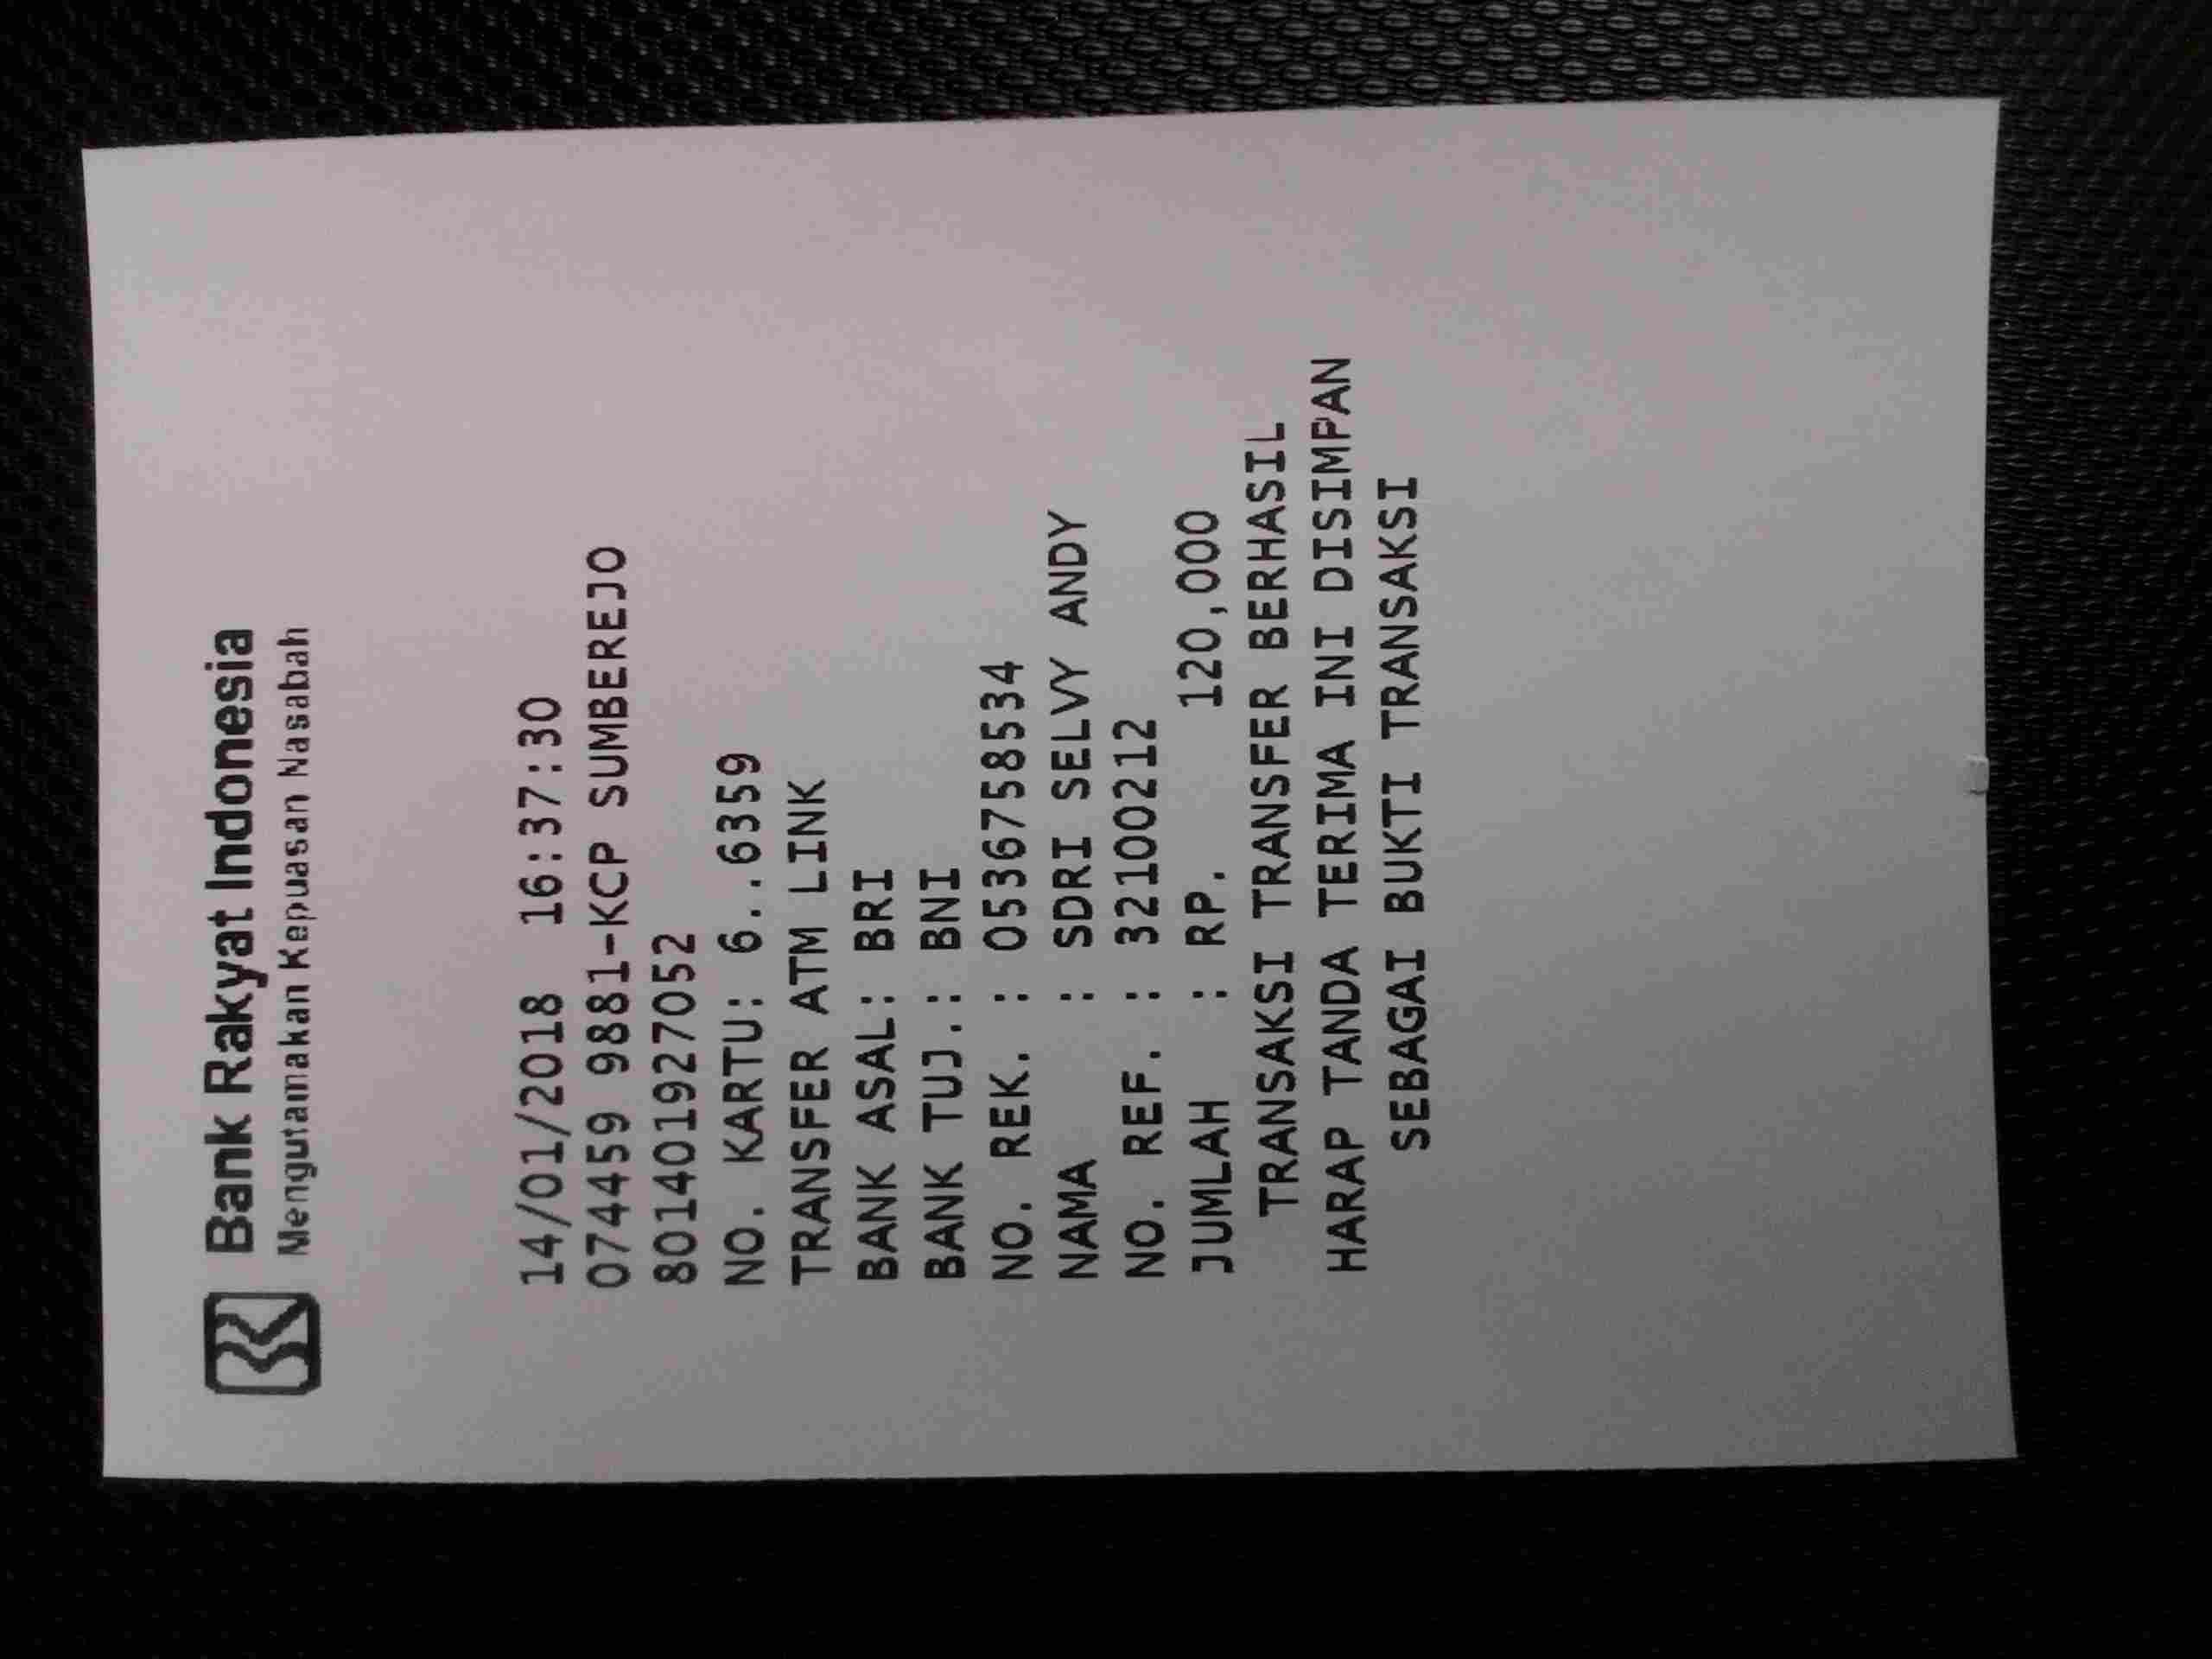 Bank Rakyat Indonesia
Mengutamakan Kepuasan Nasabah
14/01/2018 16:37:30
074459 9881-KCP SUMBEREJO
801401927052
NO. KARTU: 6..6359
TRANSFER ATM LINK
BANK ASAL: BRI
BANK TUJ.: BNI
NO. REK. : 0536758534
NAMA : SDRI SELVY ANDY
NO. REF. : 32100212
JUMLAH : RP. 120,000
TRANSAKSI TRANSFER BERHASIL
HARAP TANDA TERIMA INI DISIMPAN
SEBAGAI BUKTI TRANSAKSI